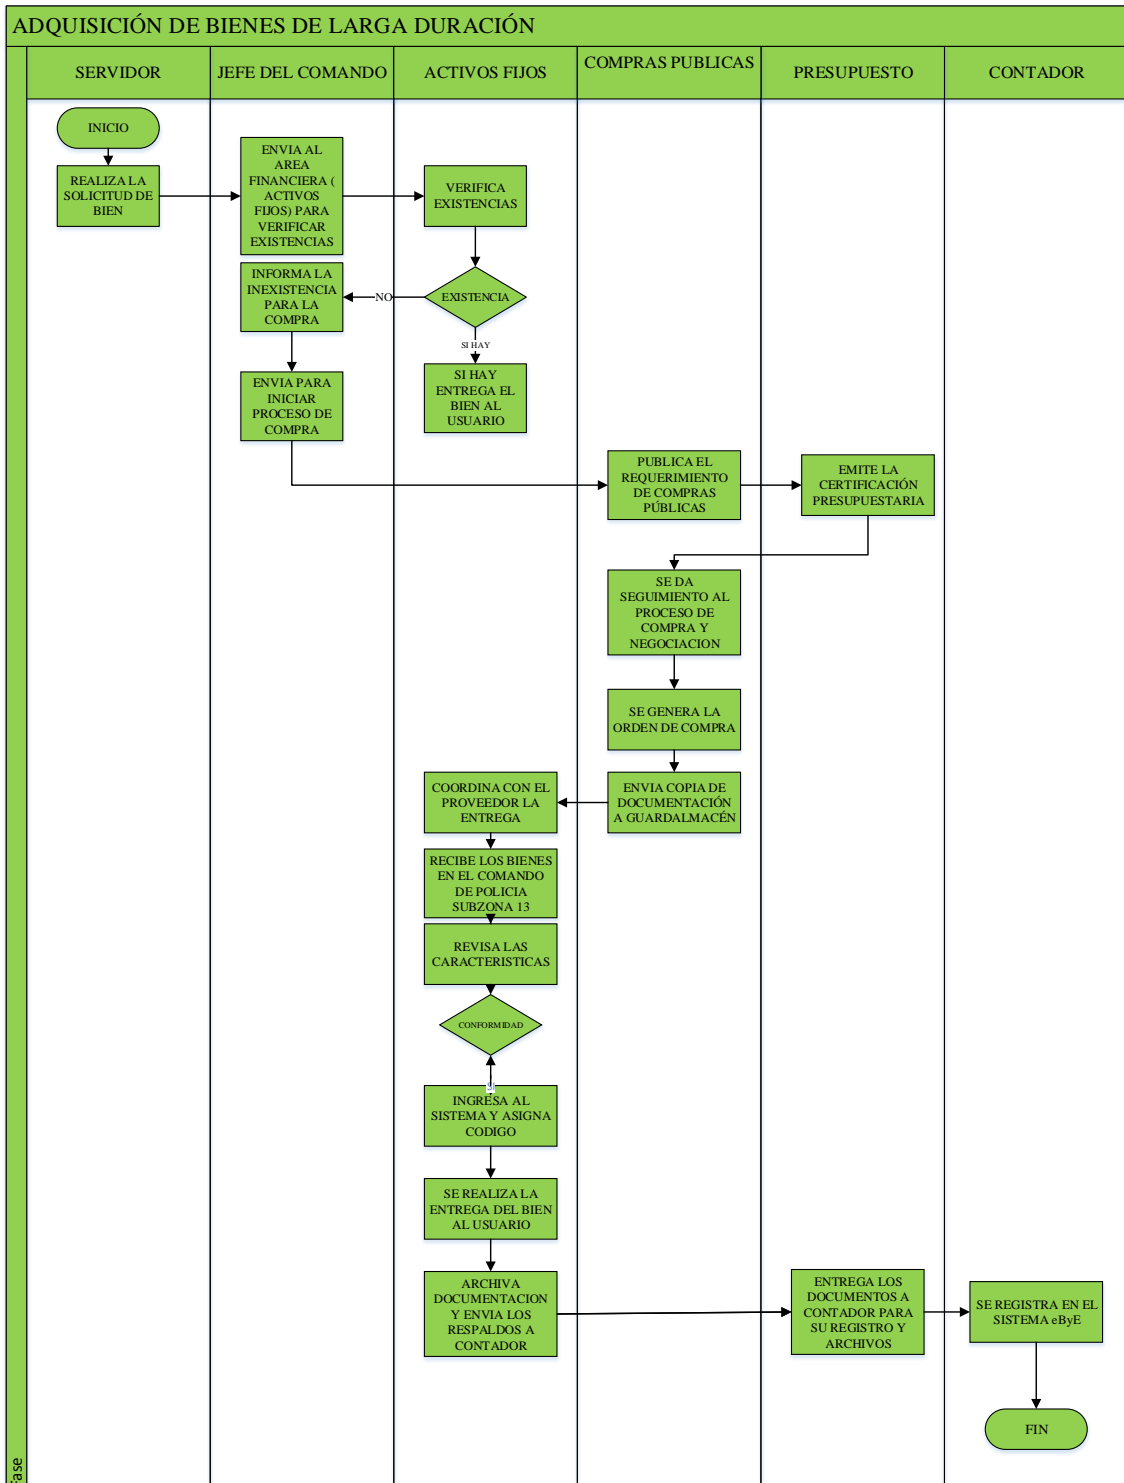 ADQUISICIÓN DE BIENES DE LARGA DURACIÓN
SERVIDOR
JEFE DEL COMANDO
ACTIVOS FIJOS
COMPRAS PUBLICAS
PRESUPUESTO
CONTADOR
INICIO
REALIZA LA
SOLICITUD DE
BIEN
ENVIA AL
AREA
FINANCIERA (
ACTIVOS
FIJOS) PARA
VERIFICAR
EXISTENCIAS
VERIFICA
EXISTENCIAS
EXISTENCIA
NO
INFORMA LA
INEXISTENCIA
PARA LA
COMPRA
SI HAY
SI HAY
ENTREGA EL
BIEN AL
USUARIO
ENVIA PARA
INICIAR
PROCESO DE
COMPRA
PUBLICA EL
REQUERIMIENTO
DE COMPRAS
PÚBLICAS
EMITE LA
CERTIFICACIÓN
PRESUPUESTARIA
SE DA
SEGUIMIENTO AL
PROCESO DE
COMPRA Y
NEGOCIACION
SE GENERA LA
ORDEN DE COMPRA
ENVIA COPIA DE
DOCUMENTACIÓN
A GUARDALMACÉN
COORDINA CON EL
PROVEEDOR LA
ENTREGA
RECIBE LOS BIENES
EN EL COMANDO
DE POLICIA
SUBZONA 13
REVISA LAS
CARACTERISTICAS
CONFORMIDAD
SI
INGRESA AL
SISTEMA Y ASIGNA
CODIGO
SE REALIZA LA
ENTREGA DEL BIEN
AL USUARIO
ARCHIVA
DOCUMENTACION
Y ENVIA LOS
RESPALDOS A
CONTADOR
ENTREGA LOS
DOCUMENTOS A
CONTADOR PARA
SU REGISTRO Y
ARCHIVOS
SE REGISTRA EN EL
SISTEMA eByE
FIN